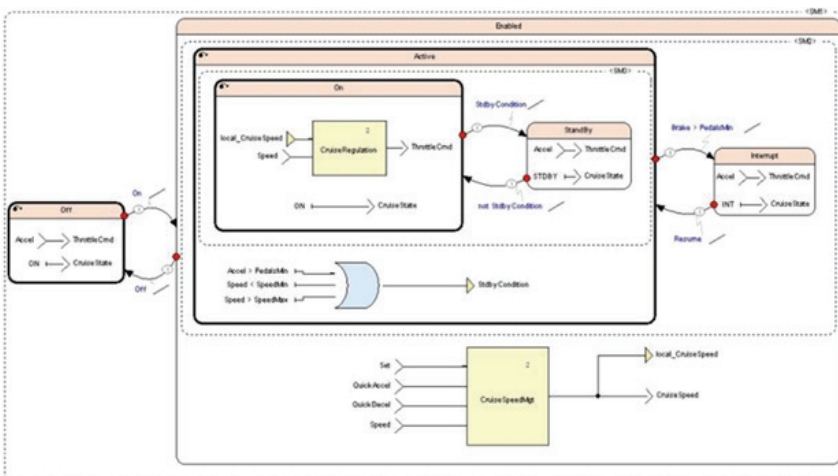 <SM1>
Enabled
<SM2>
Active
<SM3>
On
local_CruiseSpeed
Speed
2
CruiseRegulation
ThrottleCmd
ON
CruiseState
StdbyCondition
StandBy
Accel
ThrottleCmd
STDBY
CruiseState
not StdbyCondition
Brake > PedalsMin
Interrupt
Accel
ThrottleCmd
INT
CruiseState
Resume
Off
Accel
ThrottleCmd
ON
CruiseState
On
Off
Accel > PedalsMin
Speed < SpeedMin
Speed > SpeedMax
StdbyCondition
Set
QuickAccel
QuickDecel
Speed
2
CruiseSpeedMgt
local_CruiseSpeed
CruiseSpeed